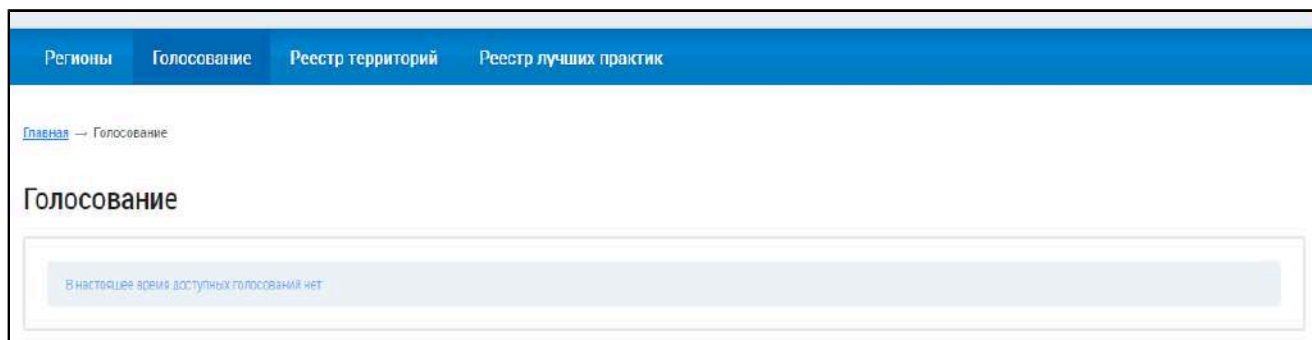 Регионы Голосование Реестр территорий Реестр лучших практик
Главная → Голосование
Голосование
В настоящее время доступных голосований нет